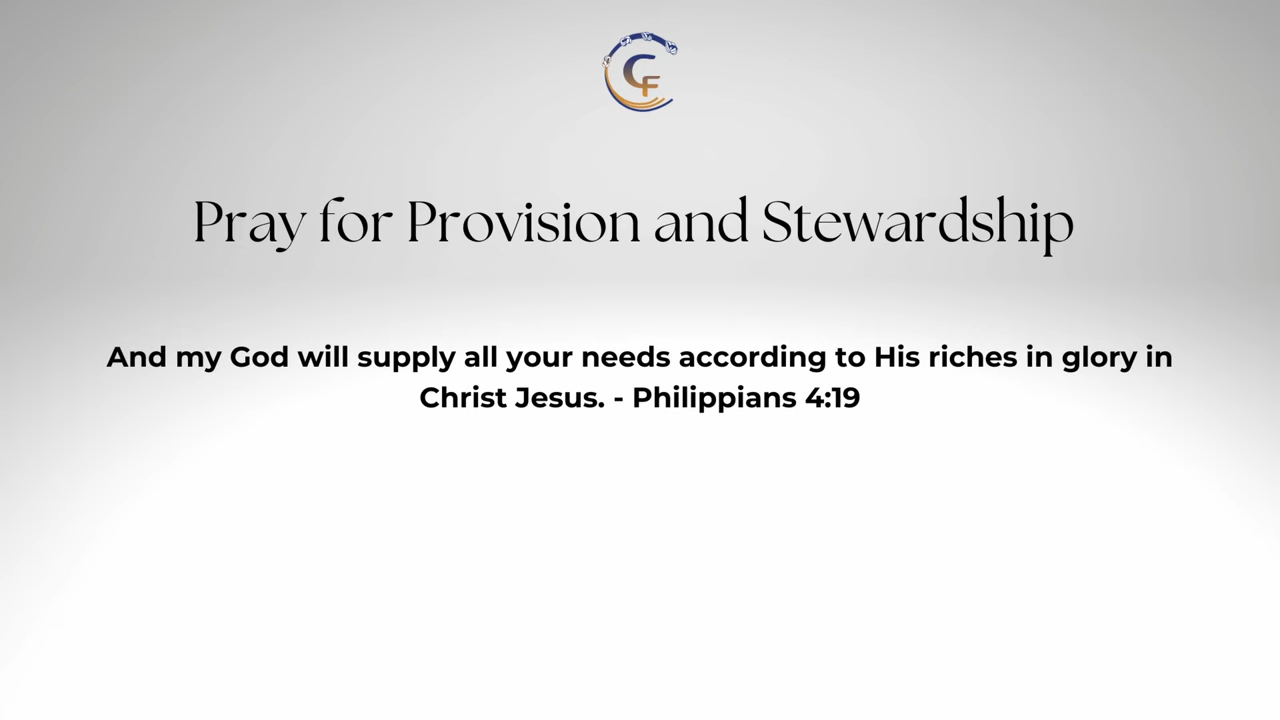 CF
Pray for Provision and Stewardship
And my God will supply all your needs according to His riches in glory in
Christ Jesus. - Philippians 4:19